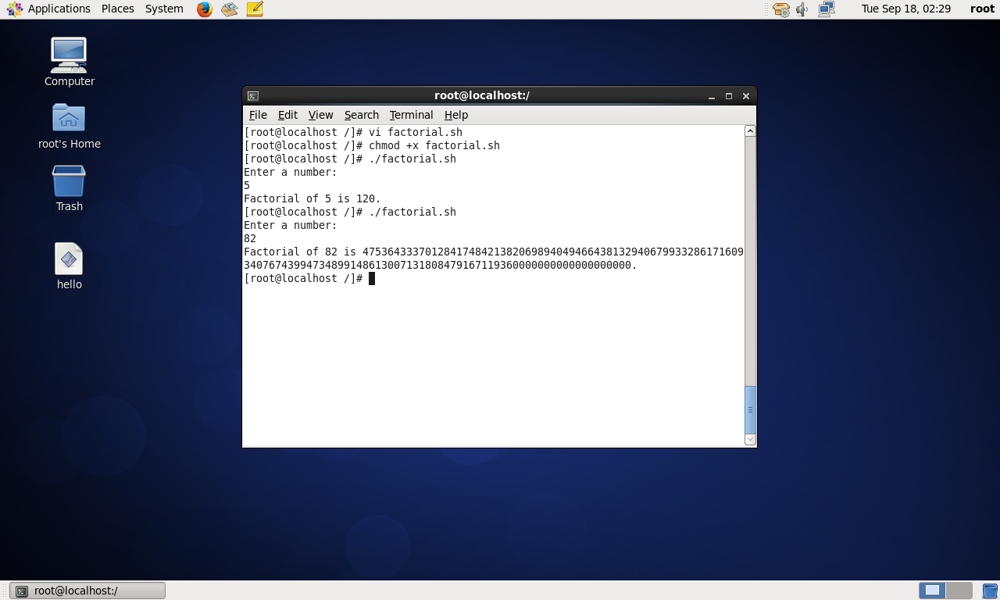 Applications Places System Tue Sep 18, 02:29 root
Computer
root's Home
Trash
hello
root@localhost:/
File Edit View Search Terminal Help
[root@localhost /]# vi factorial.sh
[root@localhost /]# chmod +x factorial.sh
[root@localhost /]# ./factorial.sh
Enter a number:
5
Factorial of 5 is 120.
[root@localhost /]# ./factorial.sh
Enter a number:
82
Factorial of 82 is 4753643337012841748421382069894049466438132940679933286171609
34076743994734899148613007131808479167119360000000000000000000.
[root@localhost /]#
root@localhost:/